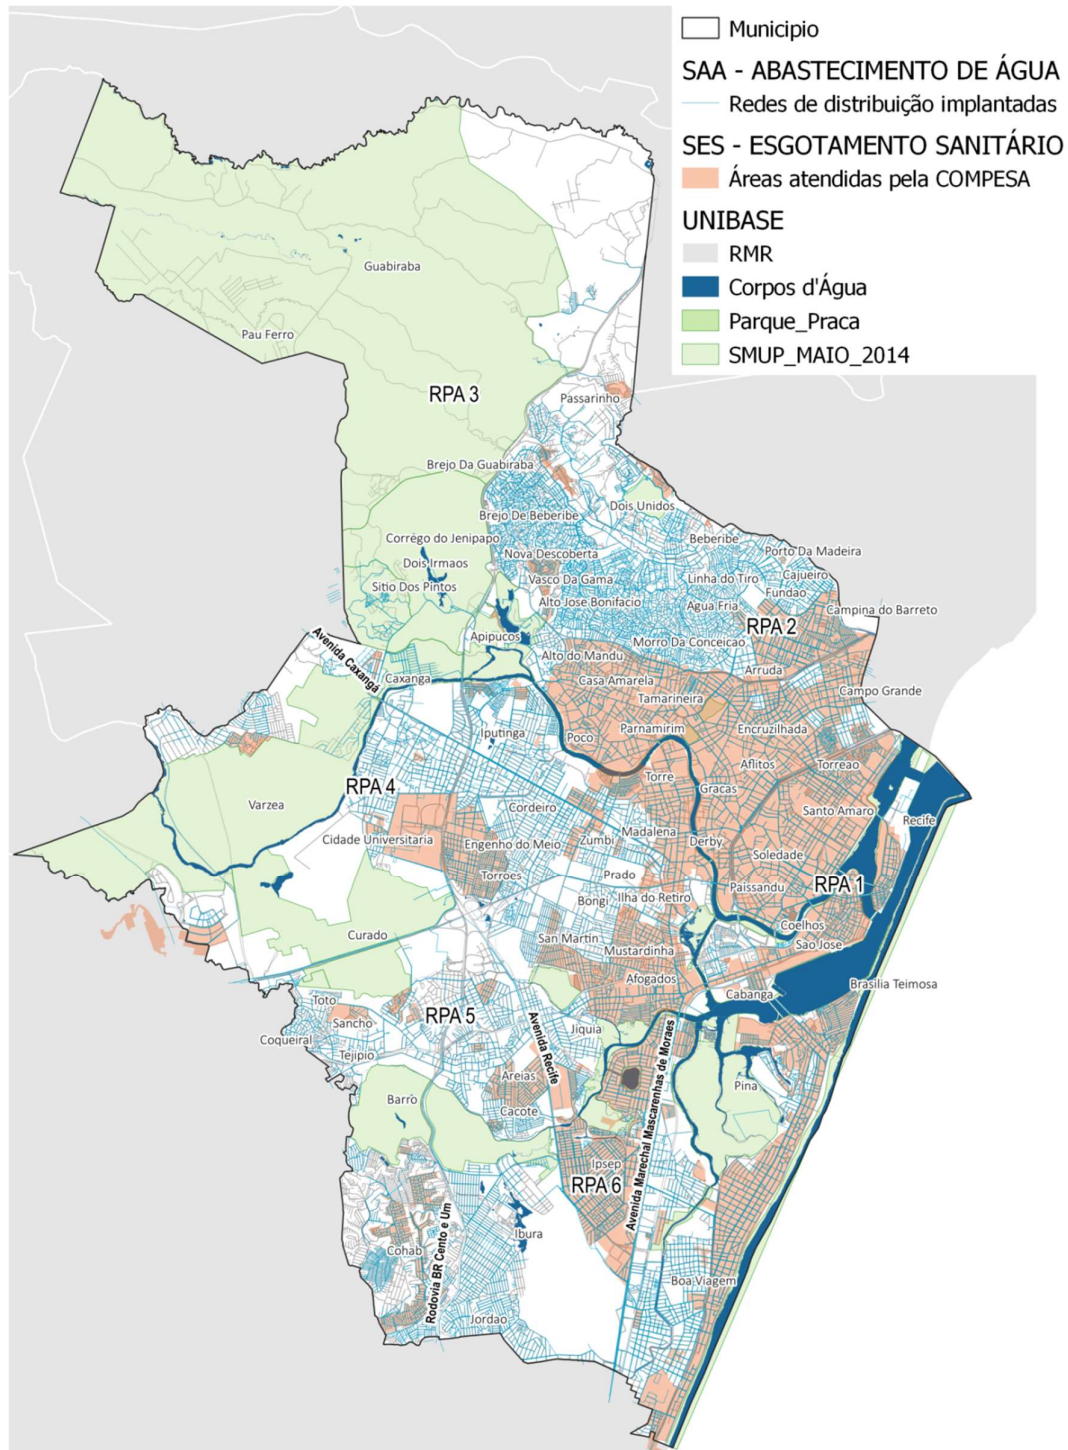 Municipio
SAA - ABASTECIMENTO DE ÁGUA
Redes de distribuição implantadas
SES - ESGOTAMENTO SANITÁRIO
Áreas atendidas pela COMPESA
UNIBASE
RMR
Corpos d'Água
Parque_Praca
SMUP_MAIO_2014
Guabiraba
Pau Ferro
RPA 3
Passarinho
Brejo Da Guabiraba
Dois Unidos
Brejo De Beberibe
Corrego do Jenipapo
Beberibe
Porto Da Madeira
Nova Descoberta
Dois Irmaos
Vasco Da Gama
Linha do Tiro
Cajueiro
Sitio Dos Pintos
Fundao
Alto Jose Bonifacio
Agua Fria
Campina do Barreto
RPA 2
Apipucos
Morro Da Conceicao
Avenida Caxangá
Alto do Mandu
Arruda
Caxanga
Casa Amarela
Tamarineira
Campo Grande
Iputinga
Poco
Parnamirim
Encruzilhada
Aflitos
Torreao
Torre
Gracas
RPA 4
Varzea
Cordeiro
Santo Amaro
Recife
Cidade Universitaria
Engenho do Meio
Zumbi
Madalena
Derby
Soledade
Torroes
Prado
Paissandu
RPA 1
Bongi
Ilha do Retiro
Coelhos
Curado
San Martin
Mustardinha
Sao Jose
Afogados
Brasilia Teimosa
Cabanga
Toto
Sancho
RPA 5
Avenida Recife
Jiquia
Coqueiral
Tejipio
Avenida Marechal Mascarenhas de Moraes
Areias
Pina
Barro
Cacote
Ipsep
RPA 6
Rodovia BR Cento e Um
Ibura
Cohab
Boa Viagem
Jordao